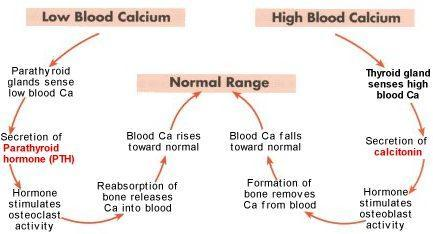 Low Blood Calcium
High Blood Calcium
Parathyroid
glands sense
low blood Ca
Normal Range
Thyroid gland
senses high
blood Ca
Secretion of
Parathyroid
hormone (PTH)
Blood Ca rises
toward normal
Blood Ca falls
toward normal
Secretion of
calcitonin
Hormone
stimulates
osteoclast
activity
Reabsorption of
bone releases
Ca into blood
Formation of
bone removes
Ca from blood
Hormone
stimulates
osteoblast
activity